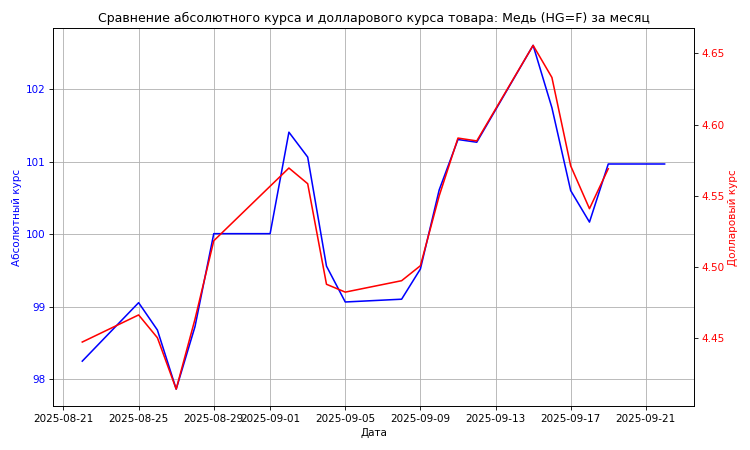 Сравнение абсолютного курса и долларового курса товара: Медь (HG=F) за месяц
102
101
100
99
98
Абсолютный курс
4.65
4.60
4.55
4.50
4.45
Долларовый курс
2025-08-21 2025-08-25 2025-08-29 2025-09-01 2025-09-05 2025-09-09 2025-09-13 2025-09-17 2025-09-21
Дата